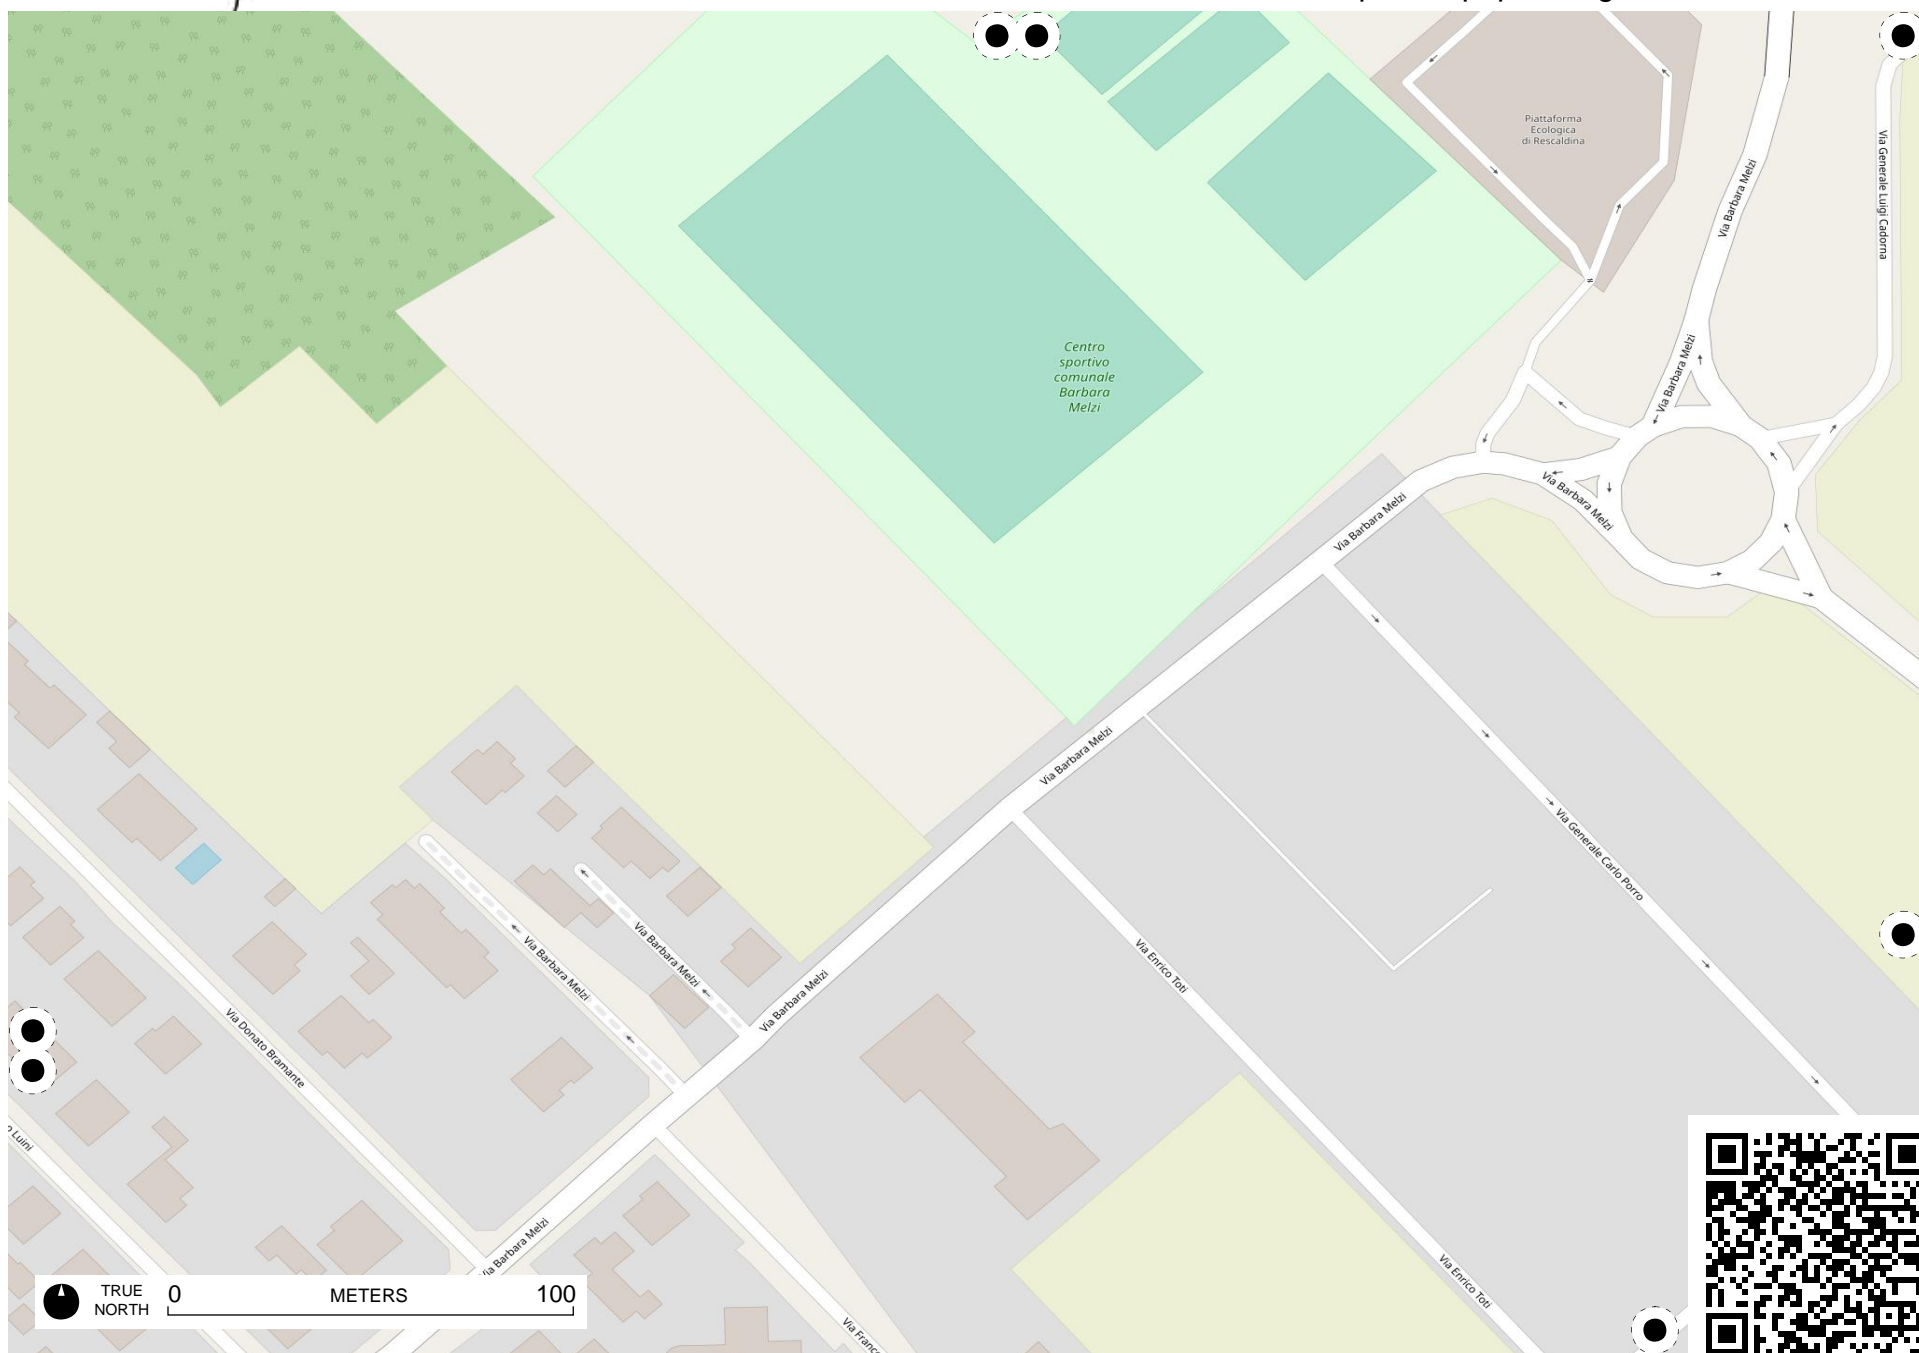 Piattaforma
Ecologica
di Rescaldina
Via Barbara Melzi
Via Generale Luigi Cadorna
Via Barbara Melzi
Centro
sportivo
comunale
Barbara
Melzi
Via Barbara Melzi
Via Barbara Melzi
Via Barbara Melzi
Via Generale Carlo Porro
Via Barbara Melzi
Via Barbara Melzi
Via Enrico Toti
Via Barbara Melzi
Via Donato Bramante
Luini
Via Barbara Melzi
Via Enrico Toti
TRUE
NORTH
0 METERS 100